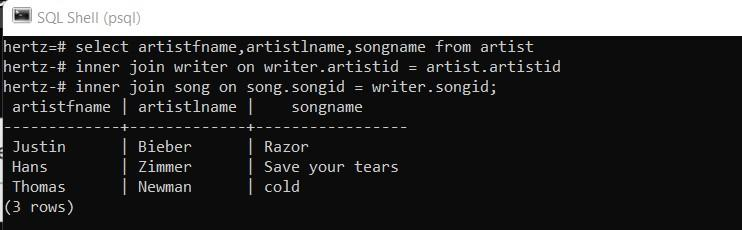 SQL Shell (psql)
hertz=# select artistfname,artistlname,songname from artist
hertz-# inner join writer on writer.artistid = artist.artistid
hertz-# inner join song on song.songid = writer.songid;
 artistfname | artistlname |    songname
-------------+-------------+-----------------
 Justin      | Bieber      | Razor
 Hans        | Zimmer      | Save your tears
 Thomas      | Newman      | cold
(3 rows)